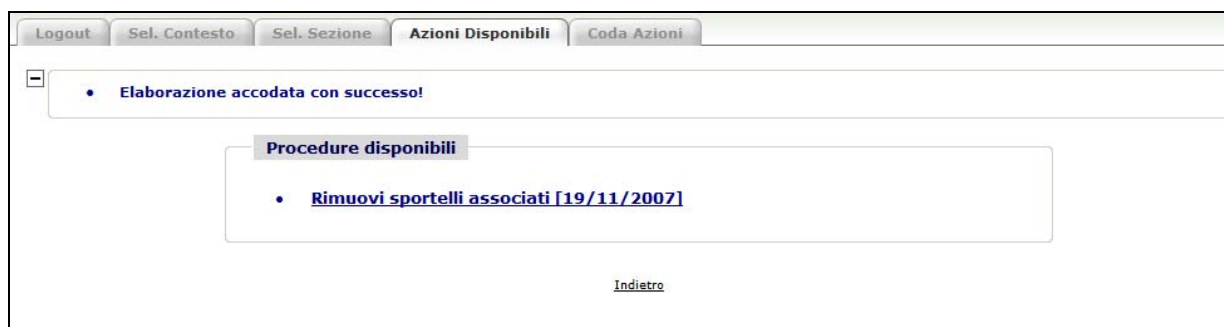 Logout Sel. Contesto Sel. Sezione Azioni Disponibili Coda Azioni
Elaborazione accodata con successo!
Procedure disponibili
Rimuovi sportelli associati [19/11/2007]
Indietro